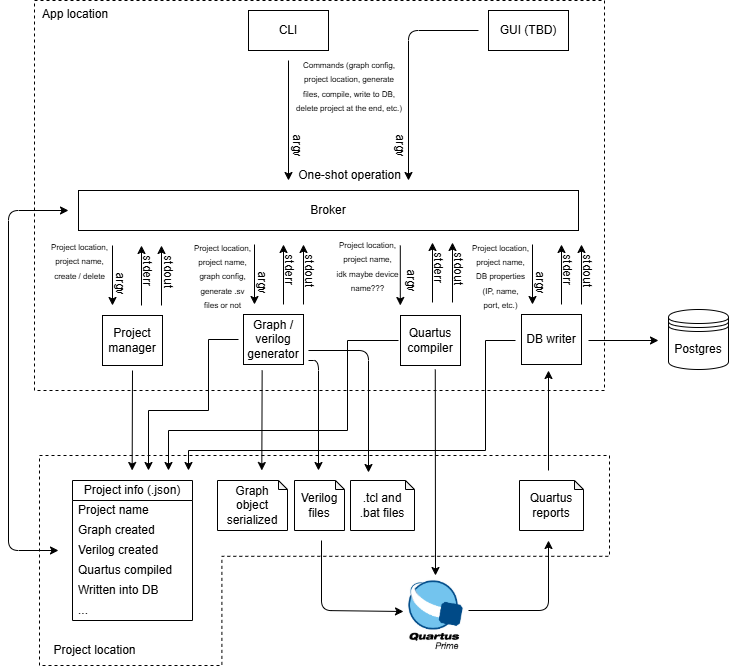 App location
CLI
GUI (TBD)
Commands (graph config,
project location, generate
files, compile, write to DB,
delete project at the end, etc.)
argv
argv
One-shot operation
Broker
Project location,
project name,
create / delete
argv
stderr
stdout
Project location,
project name,
graph config,
generate .sv
files or not
argv
stderr
stdout
Project location,
project name,
idk maybe device
name???
argv
stderr
stdout
Project location,
project name,
DB properties
(IP, name,
port, etc.)
argv
stderr
stdout
Project
manager
Graph /
verilog
generator
Quartus
compiler
DB writer
Postgres
Project info (.json)
Project name
Graph created
Verilog created
Quartus compiled
Written into DB
...
Graph
object
serialized
Verilog
files
.tcl and
.bat files
Quartus
reports
Quartus
Prime
Project location